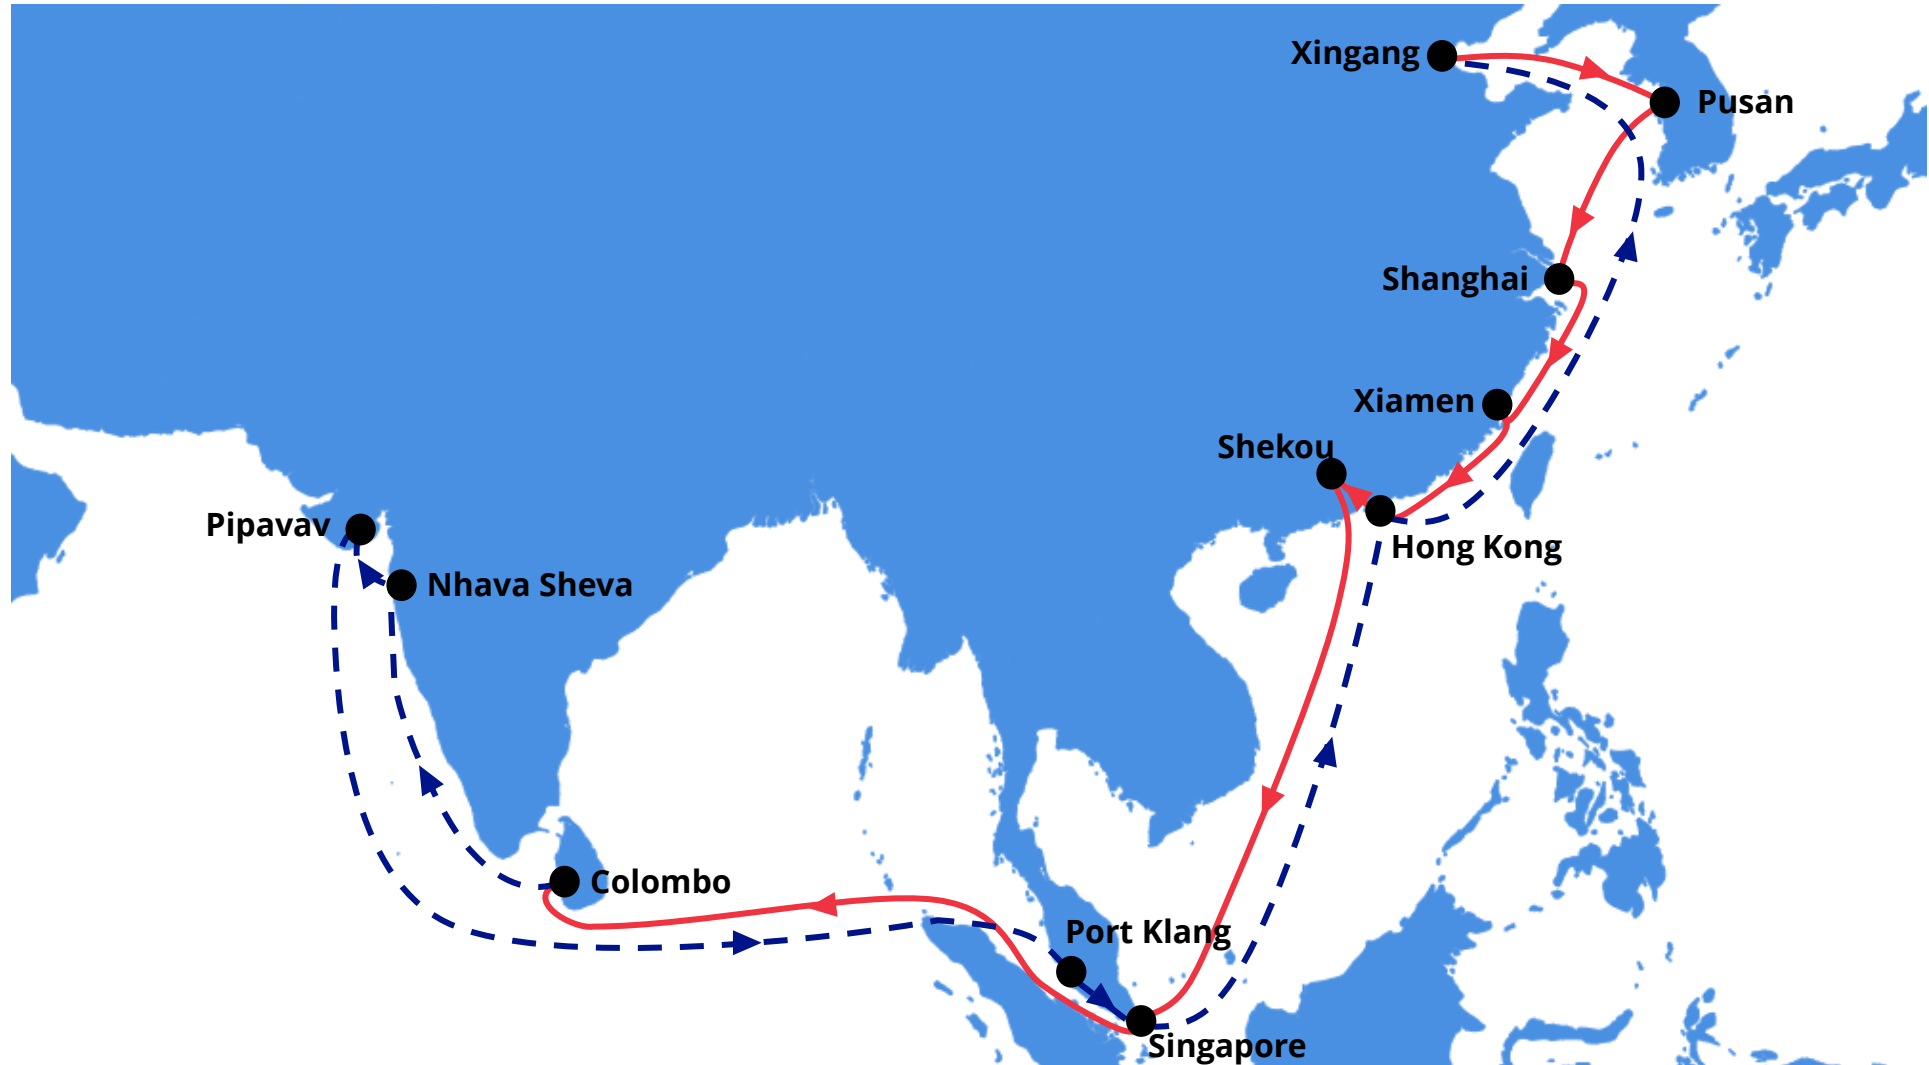 Xingang
Pusan
Shanghai
Xiamen
Shekou
Pipavav
Hong Kong
Nhava Sheva
Colombo
Port Klang
Singapore